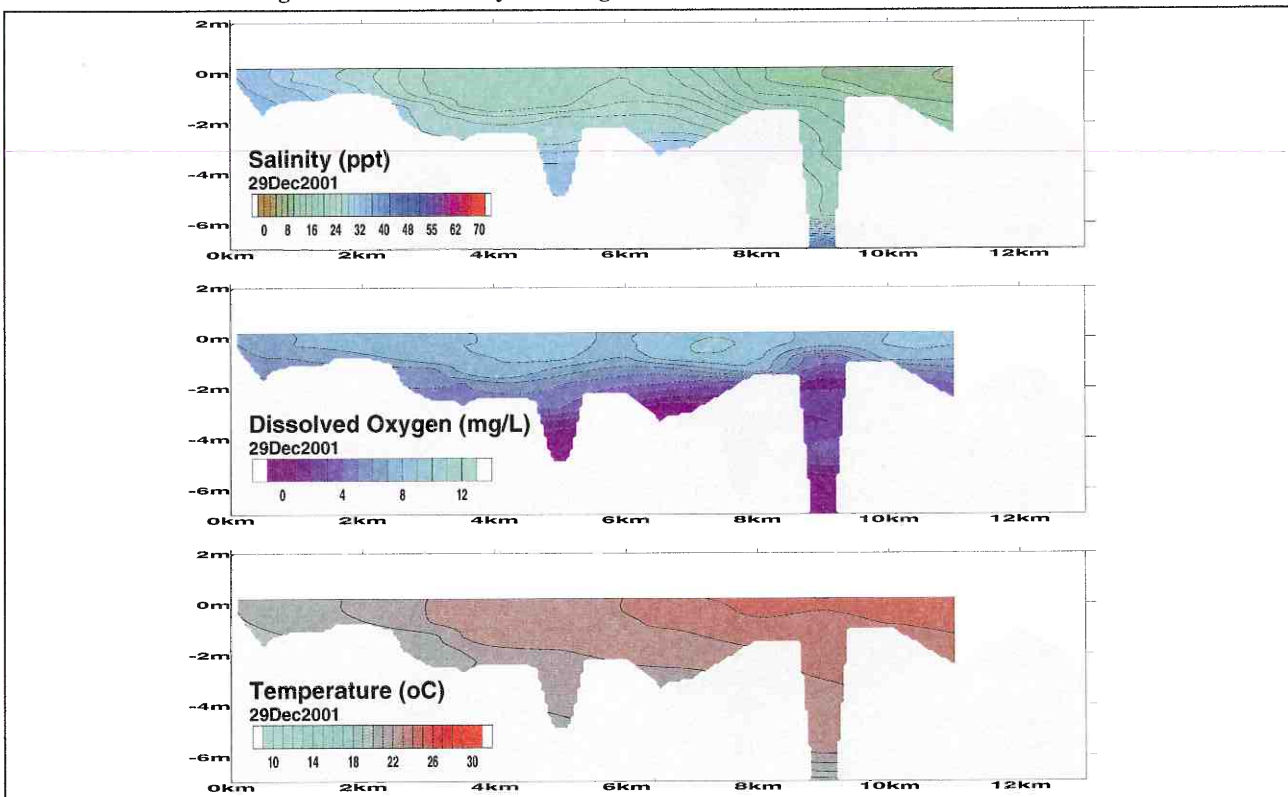 2m
0m
-2m
Salinity (ppt)
29Dec2001
-4m
0 8 16 24 32 40 48 55 62 70
-6m
0km 2km 4km 6km 8km 10km 12km
2m
0m
-2m
Dissolved Oxygen (mg/L)
29Dec2001
-4m
0 4 8 12
-6m
0km 2km 4km 6km 8km 10km 12km
2m
0m
-2m
Temperature (oC)
-4m
29Dec2001
10 14 18 22 26 30
-6m
0km 2km 4km 6km 8km 10km 12km